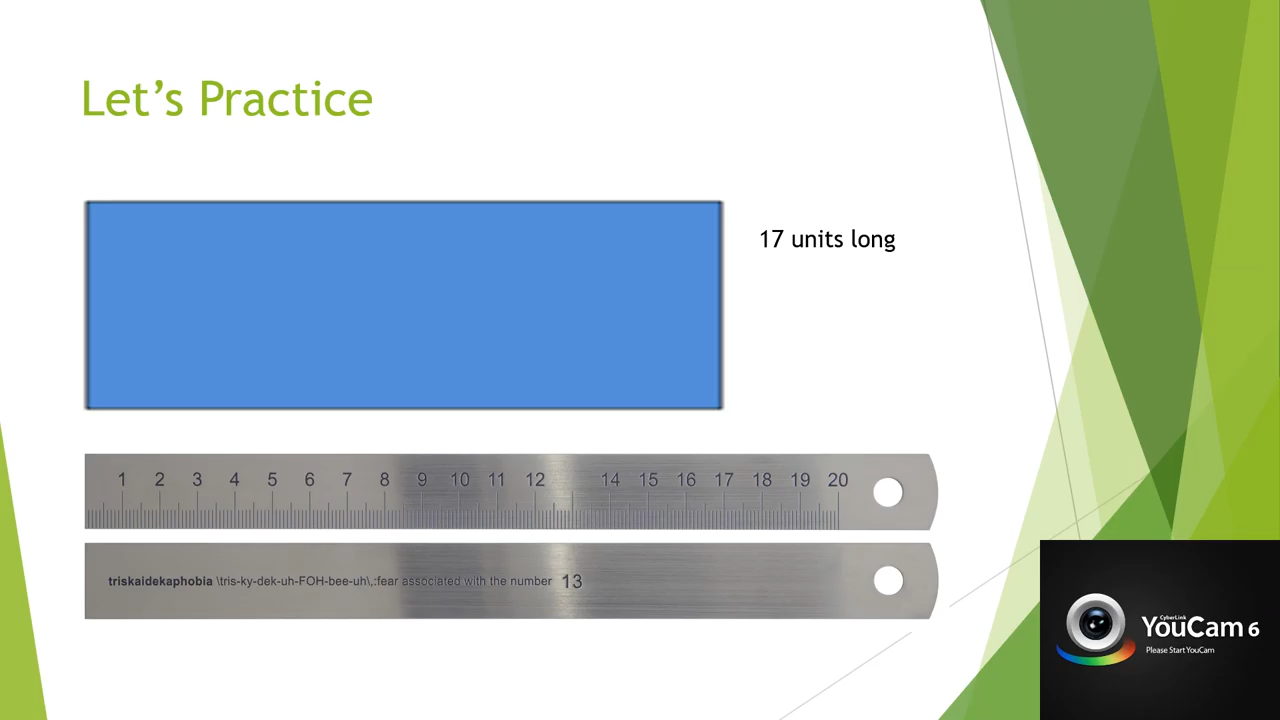 Let’s Practice
17 units long
1 2 3 4 5 6 7 8 9 10 11 12 14 15 16 17 18 19 20
triskaidekaphobia \tris-ky-dek-uh-FOH-bee-uh\,:fear associated with the number 13
CyberLink
YouCam 6
Please Start YouCam